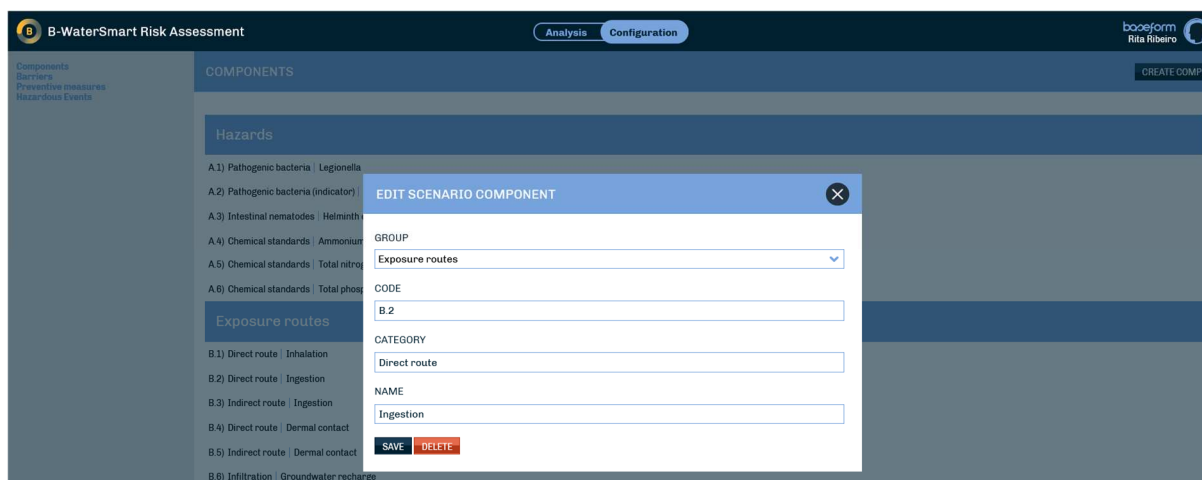 B B-WaterSmart Risk Assessment
Analysis Configuration
baseform
Rita Ribeiro
Components
Barriers
Preventive measures
Hazardous Events
COMPONENTS
CREATE COMP
Hazards
A.1) Pathogenic bacteria | Legionella
A.2) Pathogenic bacteria (indicator) |
A.3) Intestinal nematodes | Helminth
A.4) Chemical standards | Ammonium
A.5) Chemical standards | Total nitro
A.6) Chemical standards | Total phosp
Exposure routes
B.1) Direct route | Inhalation
B.2) Direct route | Ingestion
B.3) Indirect route | Ingestion
B.4) Direct route | Dermal contact
B.5) Indirect route | Dermal contact
B.6) Infiltration | Groundwater recharge
EDIT SCENARIO COMPONENT
GROUP
Exposure routes
CODE
B.2
CATEGORY
Direct route
NAME
Ingestion
SAVE DELETE